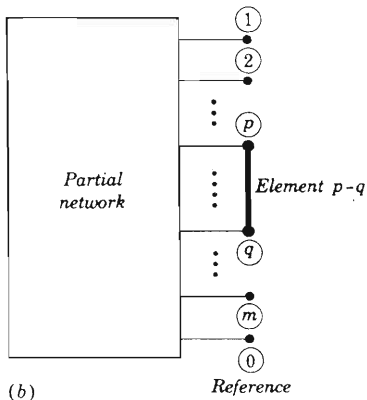 1
2
p
Partial
network
Element p-q
q
m
0
(b)
Reference